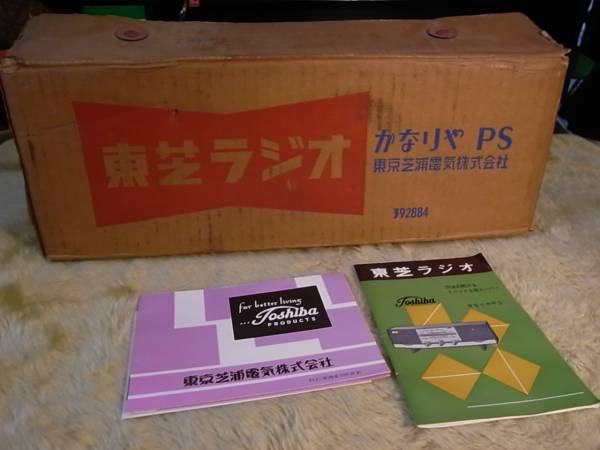 東芝ラジオ
かなりや PS
東京芝浦電気株式会社
392884
for better living
... Toshiba
PRODUCTS
東京芝浦電気株式会社
東芝ラジオ
Toshiba